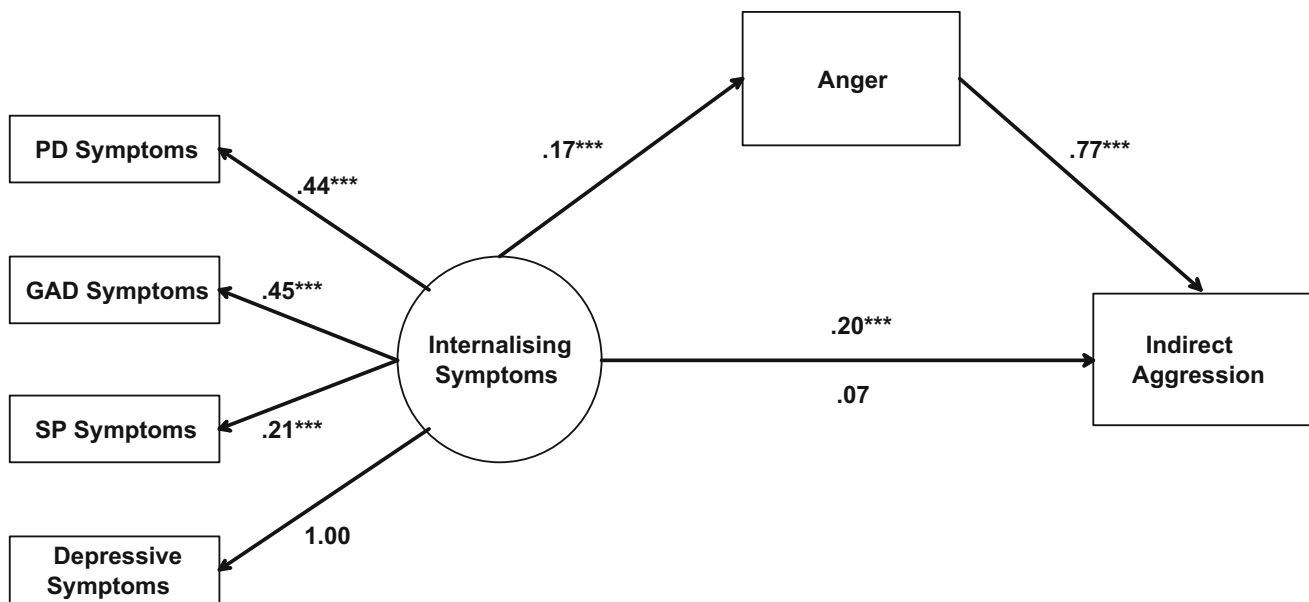 Anger
.17***
.77***
PD Symptoms
.44***
GAD Symptoms
.45***
Internalising
Symptoms
.20***
.07
Indirect
Aggression
SP Symptoms
.21***
Depressive
Symptoms
1.00